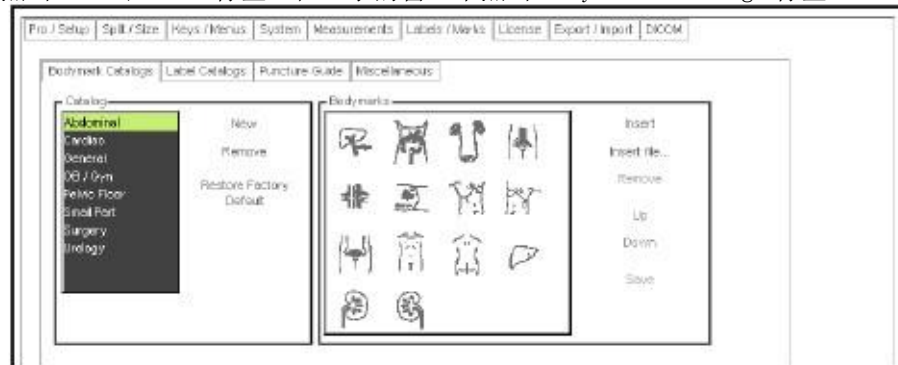 Pro / Setup Split / Size Keys / Menus System Measurements Labels / Marks License Export / Import DICOM
Bodymark Catalogs Label Catalogs Puncture Guide Miscellaneous
Catalog
Abdominal
Cardiac
General
OB / Gyn
Pelvic Floor
Small Part
Surgery
Urology
New
Remove
Restore Factory
Default
Bodymarks
Insert
Insert file...
Remove
Up
Down
Save